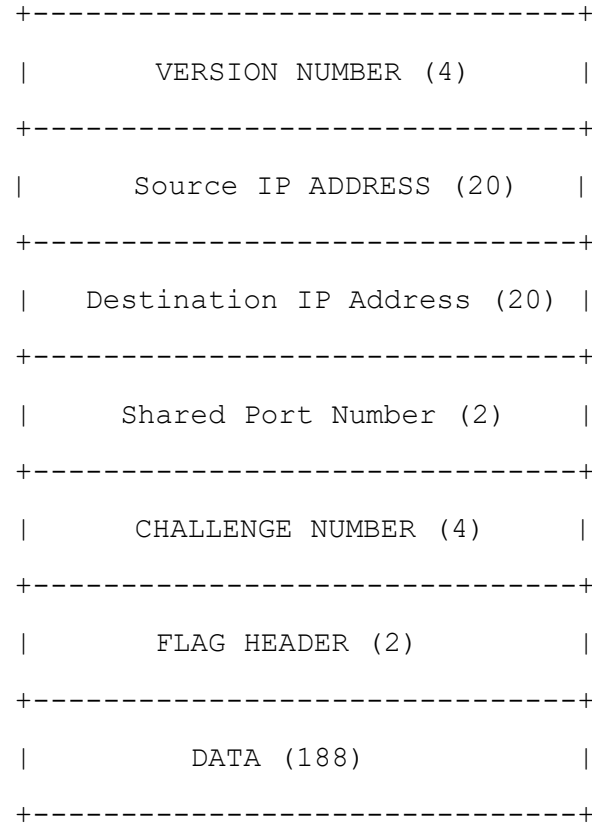 +-------------------------------+
| VERSION NUMBER (4) |
+-------------------------------+
| Source IP ADDRESS (20) |
+-------------------------------+
| Destination IP Address (20) |
+-------------------------------+
| Shared Port Number (2) |
+-------------------------------+
| CHALLENGE NUMBER (4) |
+-------------------------------+
| FLAG HEADER (2) |
+-------------------------------+
| DATA (188) |
+-------------------------------+